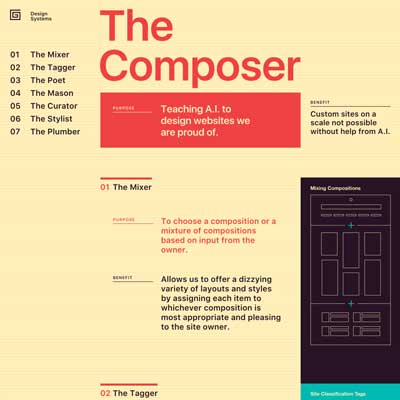 Design
Systems
The
Composer
01 The Mixer
02 The Tagger
03 The Poet
04 The Mason
05 The Curator
06 The Stylist
07 The Plumber
PURPOSE
Teaching A.I. to
design websites we
are proud of.
BENEFIT
Custom sites on a
scale not possible
without help from A.I.
01 The Mixer
PURPOSE
To choose a composition or a
mixture of compositions
based on input from the
owner.
BENEFIT
Allows us to offer a dizzying
variety of layouts and styles
by assigning each item to
whichever composition is
most appropriate and pleasing
to the site owner.
Mixing Compositions
Site Classification Tags
02 The Tagger